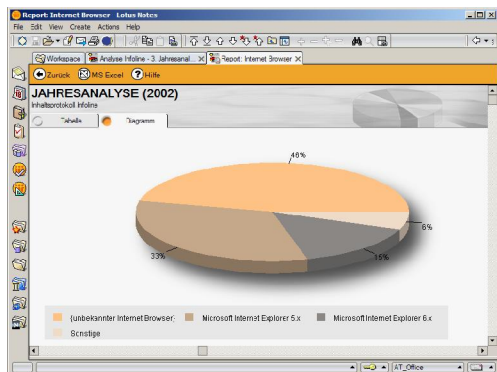 Report: Internet Browser - Lotus Notes
File Edit View Create Actions Help
Workspace Analyse Infoline - 3. Jahresanal... Report: Internet Browser
Zurück MS Excel Hilfe
JAHRESANALYSE (2002)
Inhaltsprotokoll Infoline
Tabelle Diagramm
46%
6%
15%
33%
(unbekannter Internet Browser) Microsoft Internet Explorer 5.x Microsoft Internet Explorer 6.x
Sonstige
AT_Office